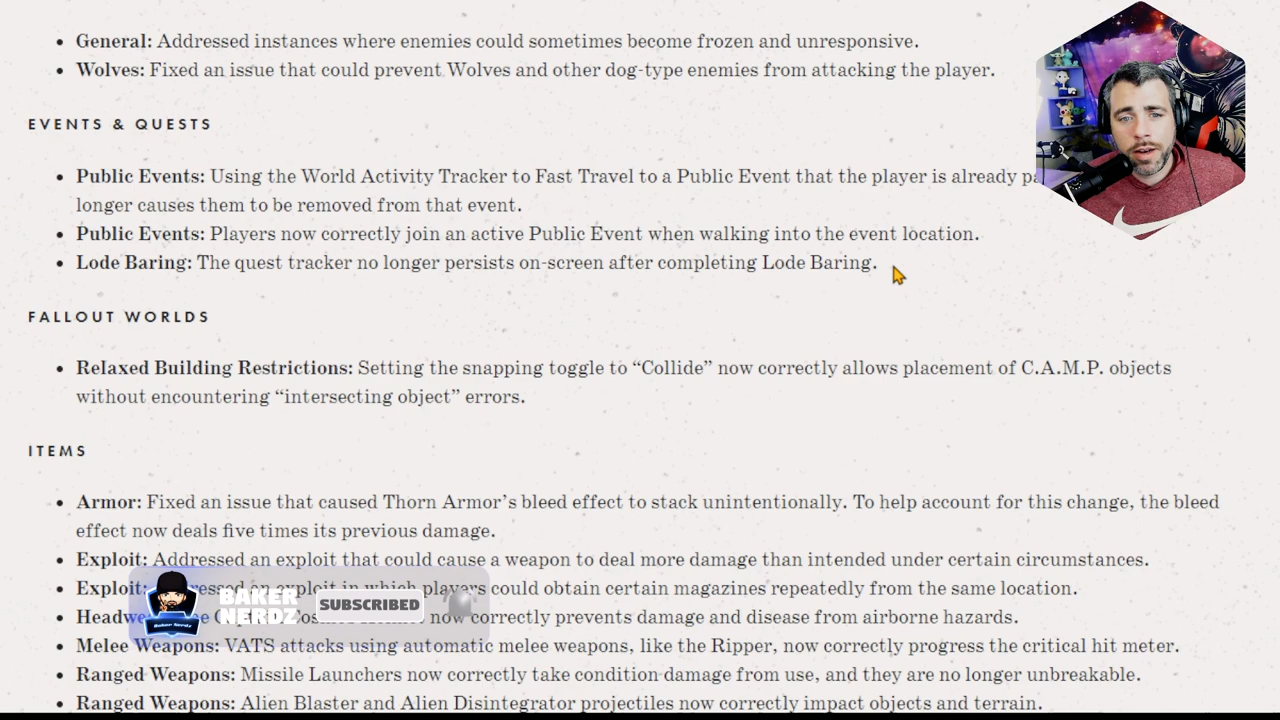 General: Addressed instances where enemies could sometimes become frozen and unresponsive.
Wolves: Fixed an issue that could prevent Wolves and other dog-type enemies from attacking the player.
EVENTS & QUESTS
Public Events: Using the World Activity Tracker to Fast Travel to a Public Event that the player is already
longer causes them to be removed from that event.
Public Events: Players now correctly join an active Public Event when walking into the event location.
Lode Baring: The quest tracker no longer persists on-screen after completing Lode Baring.
FALLOUT WORLDS
Relaxed Building Restrictions: Setting the snapping toggle to “Collide” now correctly allows placement of C.A.M.P. objects
without encountering “intersecting object” errors.
ITEMS
Armor: Fixed an issue that caused Thorn Armor’s bleed effect to stack unintentionally. To help account for this change, the bleed
effect now deals five times its previous damage.
Exploit: Addressed an exploit that could cause a weapon to deal more damage than intended under certain circumstances.
Exploit: Addressed an exploit in which players could obtain certain magazines repeatedly from the same location.
now correctly prevents damage and disease from airborne hazards.
Melee Weapons: VATS attacks using automatic melee weapons, like the Ripper, now correctly progress the critical hit meter.
Ranged Weapons: Missile Launchers now correctly take condition damage from use, and they are no longer unbreakable.
Ranged Weapons: Alien Blaster and Alien Disintegrator projectiles now correctly impact objects and terrain.
BAKER
NERDZ
SUBSCRIBED
Baker Nerdz